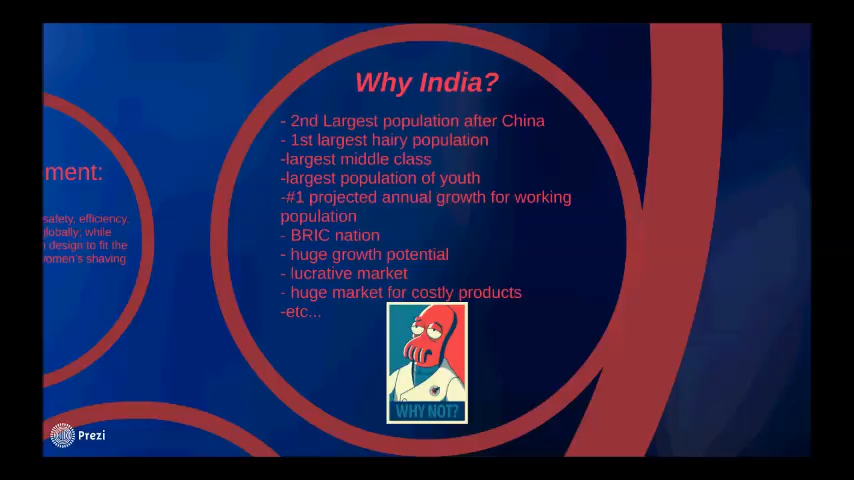 Why India?
- 2nd Largest population after China
- 1st largest hairy population
-largest middle class
-largest population of youth
-#1 projected annual growth for working
population
- BRIC nation
- huge growth potential
- lucrative market
- huge market for costly products
-etc...
WHY NOT?
ment:
safety, efficiency,
globally; while
design to fit the
women's shaving
Prezi